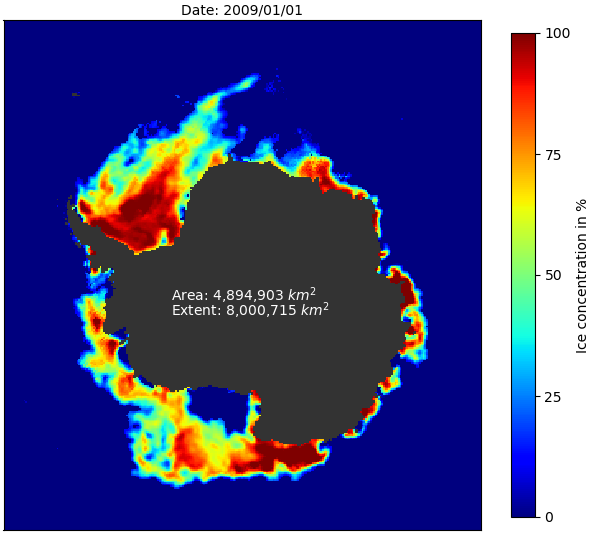 Date: 2009/01/01
Area: 4,894,903 km²
Extent: 8,000,715 km²
100
75
50
25
0
Ice concentration in %